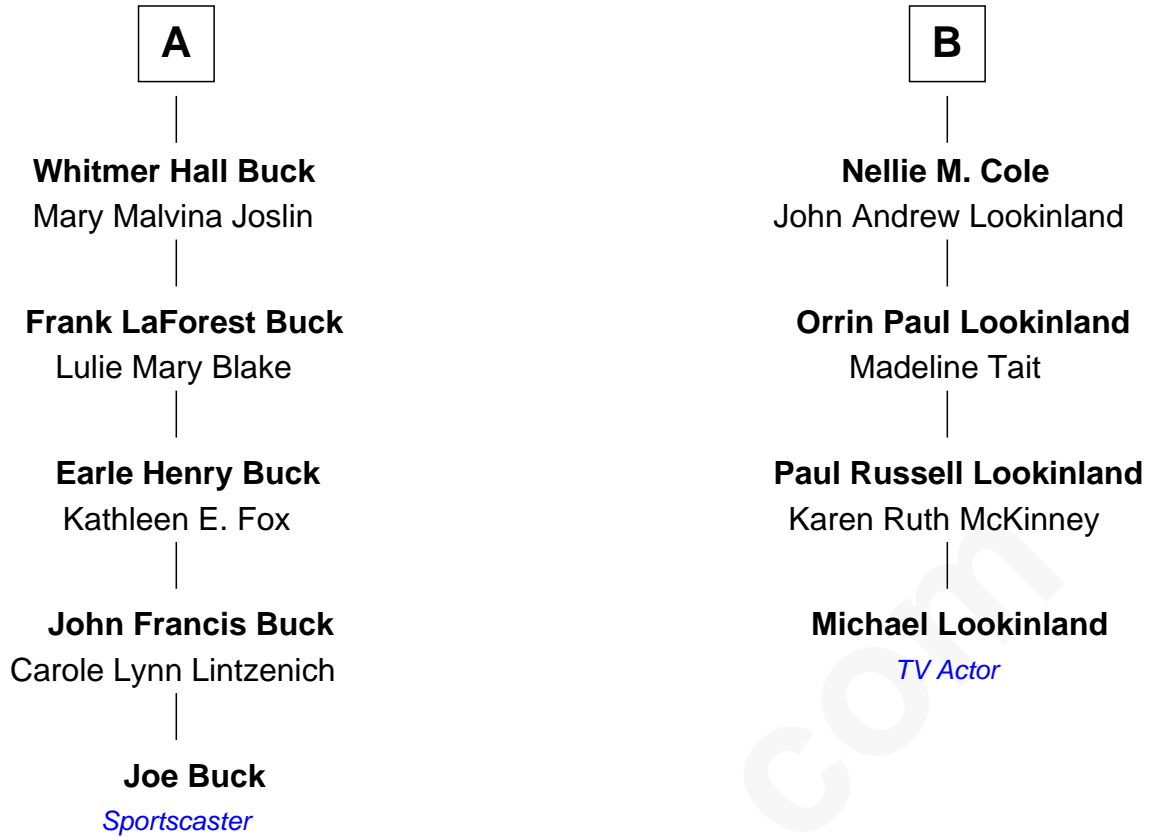 A
Whitmer Hall Buck
Mary Malvina Joslin
Frank LaForest Buck
Lulie Mary Blake
Earle Henry Buck
Kathleen E. Fox
John Francis Buck
Carole Lynn Lintzenich
Joe Buck
Sportscaster
B
Nellie M. Cole
John Andrew Lookinland
Orrin Paul Lookinland
Madeline Tait
Paul Russell Lookinland
Karen Ruth McKinney
Michael Lookinland
TV Actor
com